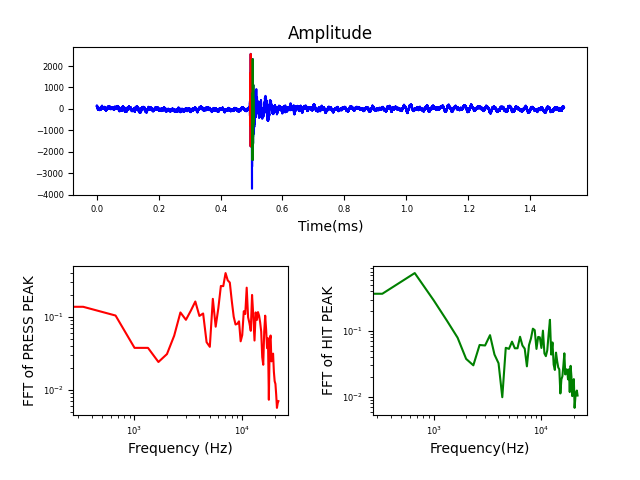 Amplitude
2000
1000
0
−1000
−2000
−3000
−4000
0.0 0.2 0.4 0.6 0.8 1.0 1.2 1.4
Time(ms)
FFT of PRESS PEAK
10⁻¹
10⁻²
10³ 10⁴
Frequency (Hz)
FFT of HIT PEAK
10⁻¹
10⁻²
10³ 10⁴
Frequency(Hz)